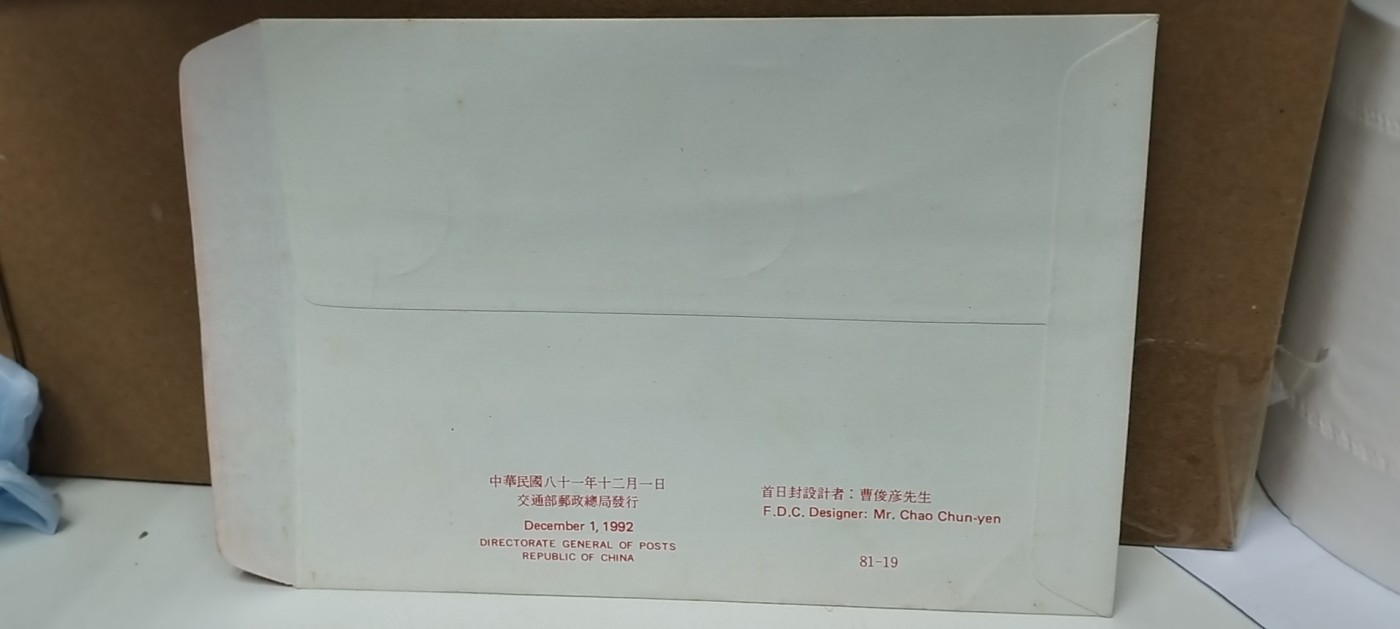 中華民國八十一年十二月一日
交通部郵政總局發行
December 1, 1992
DIRECTORATE GENERAL OF POSTS
REPUBLIC OF CHINA
首日封設計者：曹俊彦先生
F.D.C. Designer: Mr. Chao Chun-yen
81-19